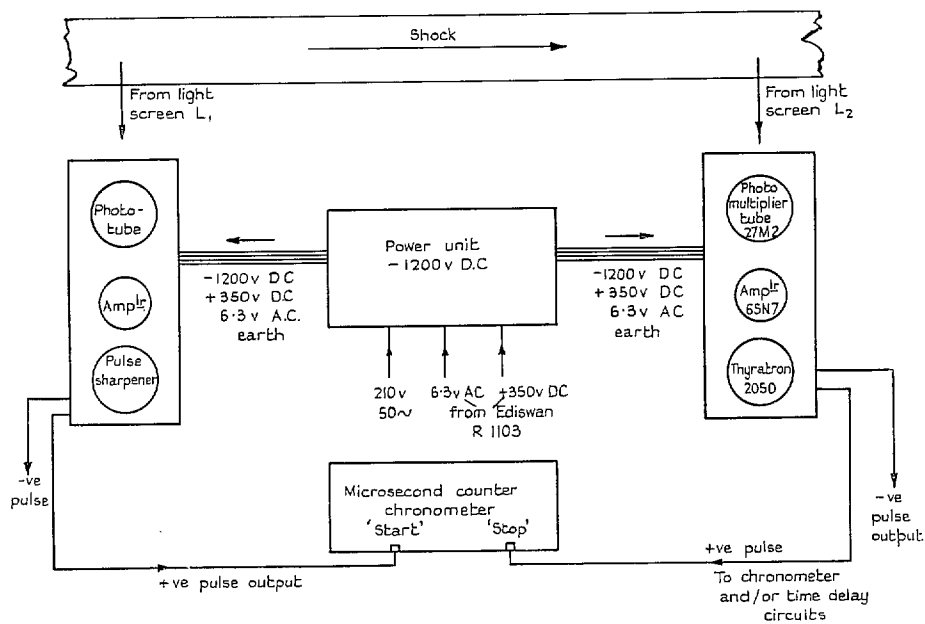 Shock
From light
screen L₁
From light
screen L₂
Photo-
tube
Ampˡʳ.
Pulse
sharpener
Power unit
-1200v D.C
-1200v DC
+350v D.C
6·3v A.C.
earth
-1200v DC
+350v DC
6·3v AC
earth
Photo
multiplier
tube
27M2
Ampˡʳ
6SN7
Thyratron
2050
210v
50~
6·3v AC
+350v DC
from Ediswan
R 1103
-ve
pulse
Microsecond counter
chronometer
'Start'
'Stop'
-ve
pulse
output
+ve pulse output
+ve pulse
To chronometer
and/or time delay
circuits